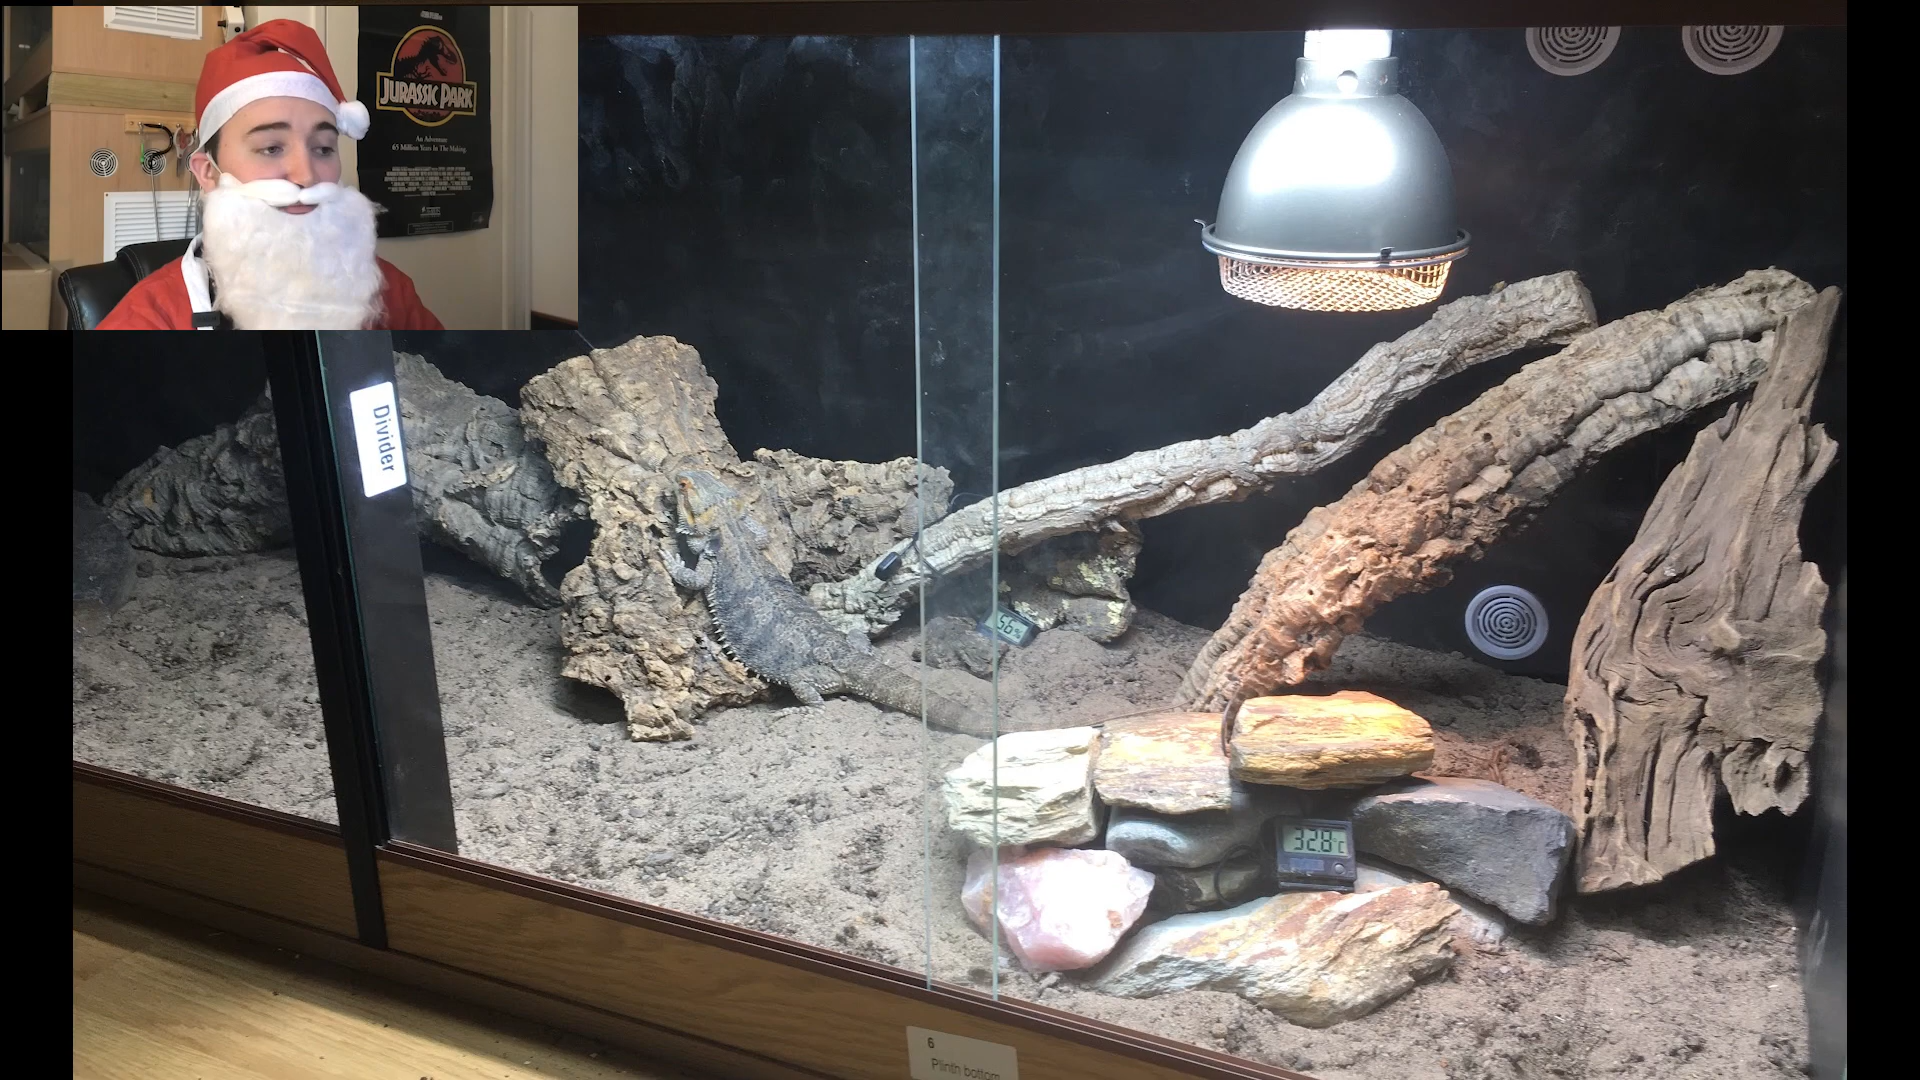 JURASSIC PARK
An Adventure
65 Million Years In The Making.
Divider
56%
32.8°C
6
Plinth bottom